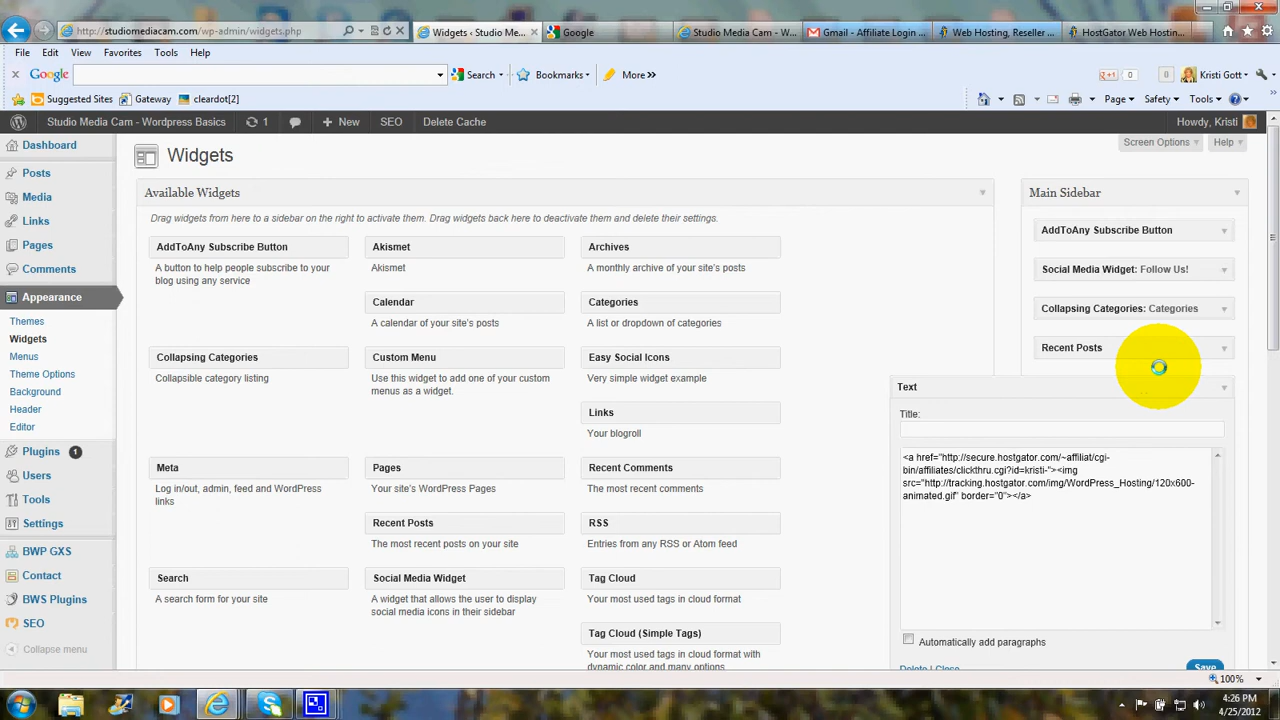 http://studiomediacam.com/wp-admin/widgets.php
Widgets ‹ Studio Me...
Google
Studio Media Cam - W...
Gmail - Affiliate Login ...
Web Hosting, Reseller ...
HostGator Web Hostin...
File Edit View Favorites Tools Help
Google
Search
Bookmarks
More »
+1 0
0
Kristi Gott
Suggested Sites
Gateway
cleardot[2]
Page
Safety
Tools
Studio Media Cam - Wordpress Basics
1
+ New
SEO
Delete Cache
Howdy, Kristi
Screen Options
Help
Dashboard
Posts
Media
Links
Pages
Comments
Appearance
Themes
Widgets
Menus
Theme Options
Background
Header
Editor
Plugins 1
Users
Tools
Settings
BWP GXS
Contact
BWS Plugins
SEO
Collapse menu
Widgets
Available Widgets
Drag widgets from here to a sidebar on the right to activate them. Drag widgets back here to deactivate them and delete their settings.
AddToAny Subscribe Button
A button to help people subscribe to your
blog using any service
Akismet
Akismet
Archives
A monthly archive of your site's posts
Calendar
A calendar of your site's posts
Categories
A list or dropdown of categories
Collapsing Categories
Collapsible category listing
Custom Menu
Use this widget to add one of your custom
menus as a widget.
Easy Social Icons
Very simple widget example
Links
Your blogroll
Meta
Log in/out, admin, feed and WordPress
links
Pages
Your site's WordPress Pages
Recent Comments
The most recent comments
Recent Posts
The most recent posts on your site
RSS
Entries from any RSS or Atom feed
Search
A search form for your site
Social Media Widget
A widget that allows the user to display
social media icons in their sidebar
Tag Cloud
Your most used tags in cloud format
Tag Cloud (Simple Tags)
Your most used tags in cloud format with
dynamic color and many options
Main Sidebar
AddToAny Subscribe Button
Social Media Widget: Follow Us!
Collapsing Categories: Categories
Recent Posts
Text
Title:
<a href="http://secure.hostgator.com/~affiliat/cgi-
bin/affiliates/clickthru.cgi?id=kristi-"><img
src="http://tracking.hostgator.com/img/WordPress_Hosting/120x600-
animated.gif" border="0"></a>
Automatically add paragraphs
Delete | Close
Save
100%
4:26 PM
4/25/2012